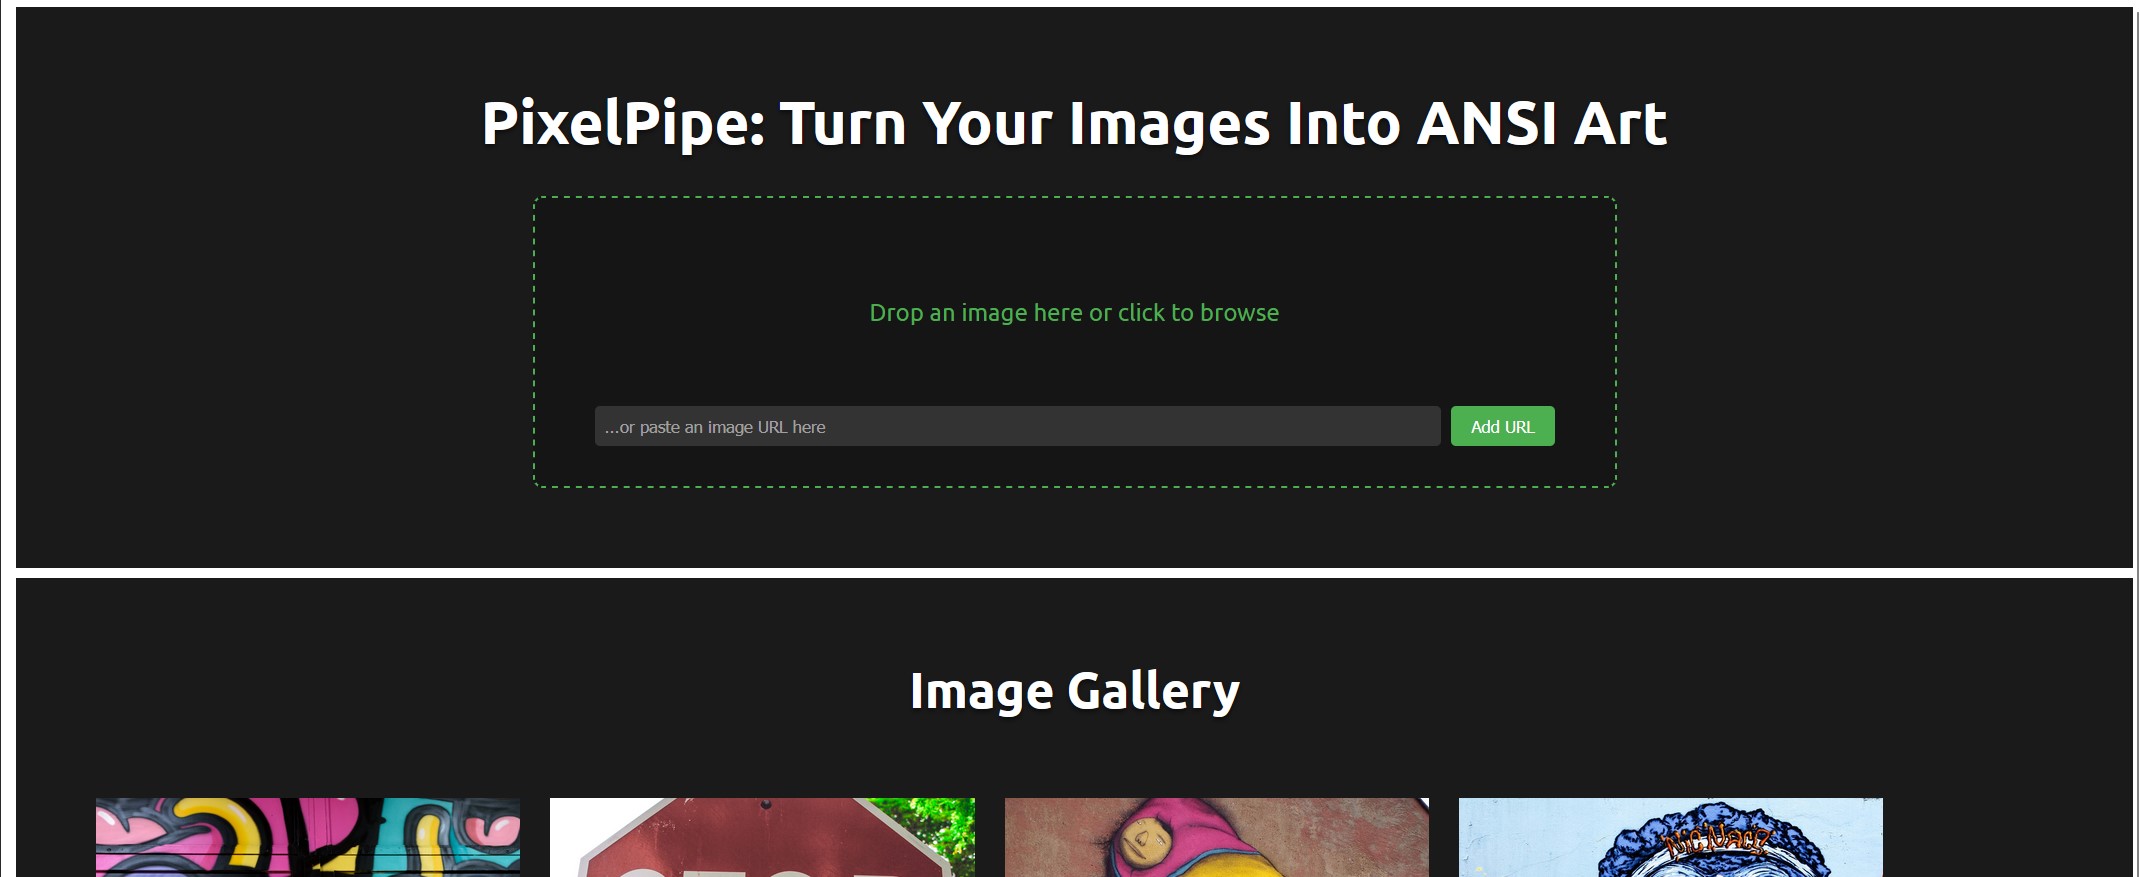 PixelPipe: Turn Your Images Into ANSI Art
Drop an image here or click to browse
...or paste an image URL here
Add URL
Image Gallery